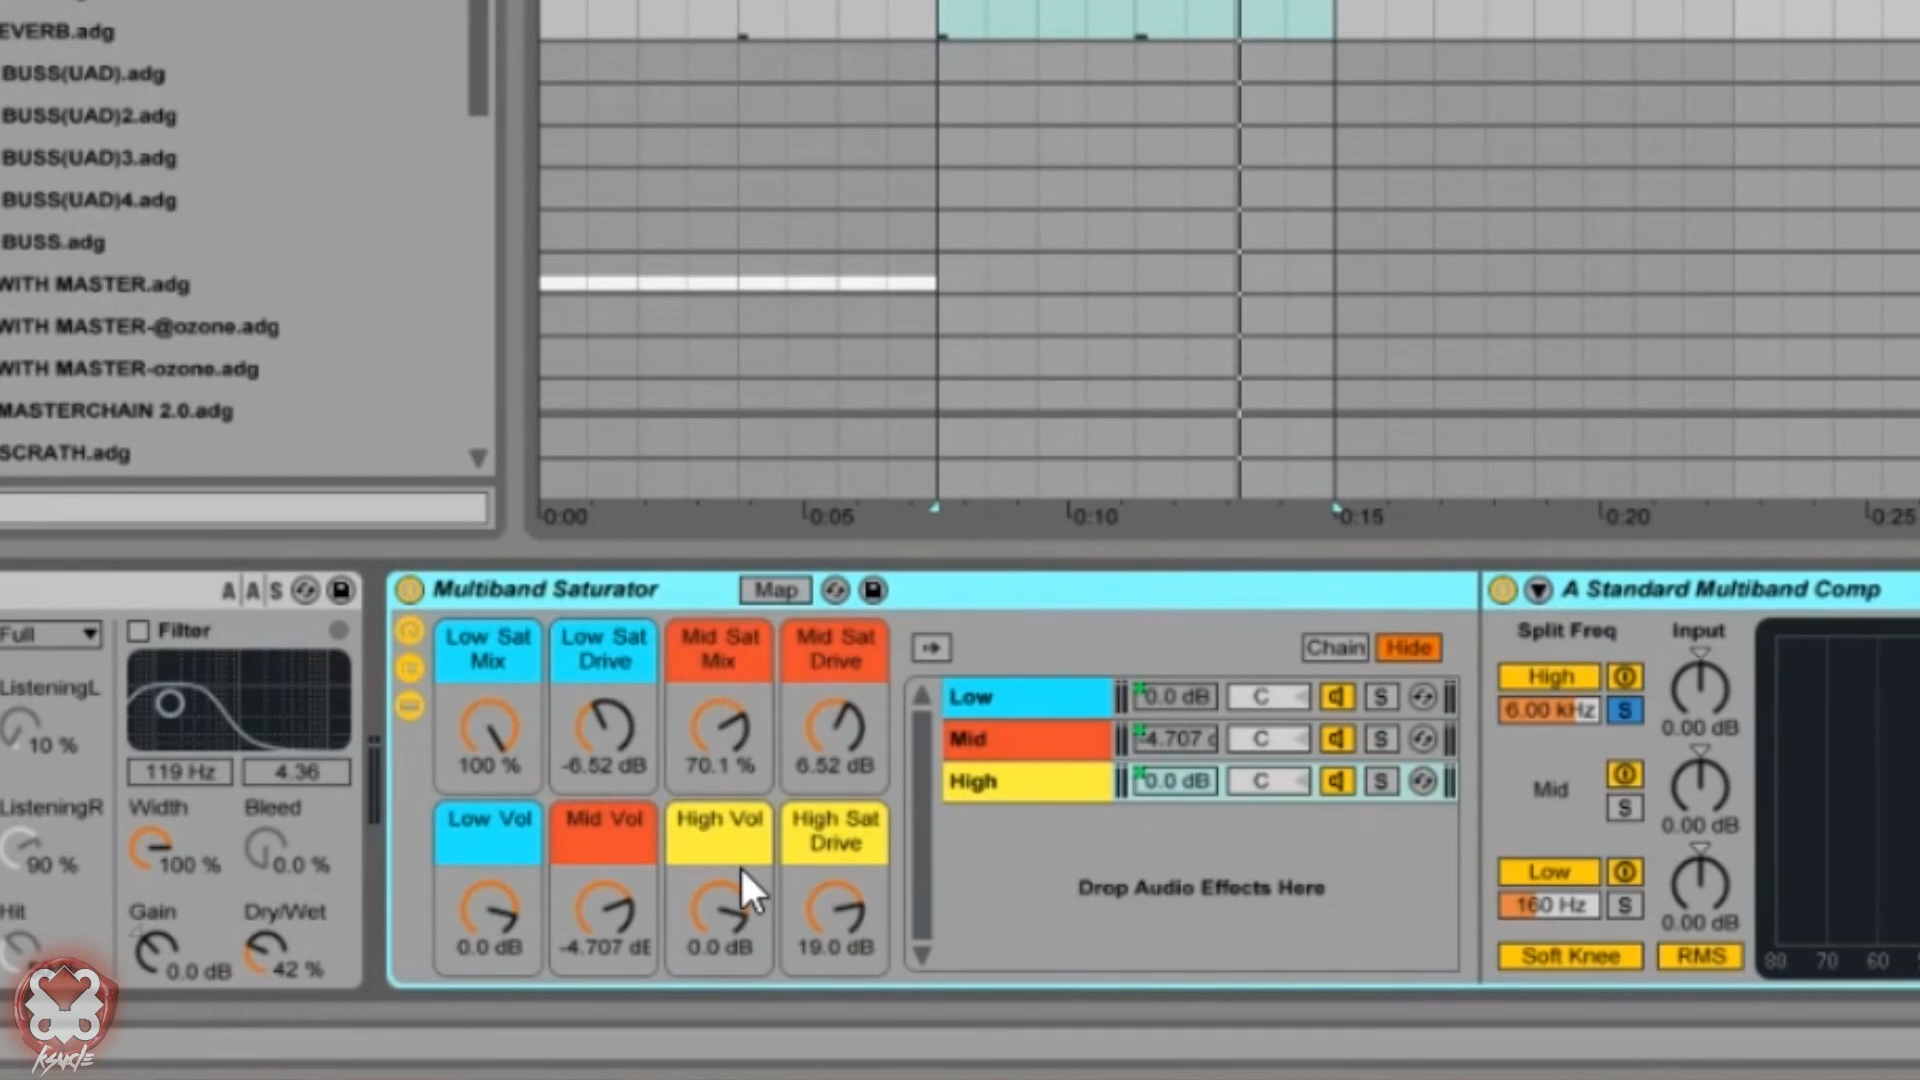 EVERB.adg
BUSS(UAD).adg
BUSS(UAD)2.adg
BUSS(UAD)3.adg
BUSS(UAD)4.adg
BUSS.adg
WITH MASTER.adg
WITH MASTER-@ozone.adg
WITH MASTER-ozone.adg
MASTERCHAIN 2.0.adg
SCRATH.adg
0:00 0:05 0:10 0:15 0:20 0:25
A A S
Full
Filter
ListeningL
10 %
119 Hz 4.36
ListeningR
90 %
Width
100 %
Bleed
0.0 %
Hit
Gain
0.0 dB
Dry/Wet
42 %
Multiband Saturator
Map
Low Sat Mix
100 %
Low Sat Drive
-6.52 dB
Mid Sat Mix
70.1 %
Mid Sat Drive
6.52 dB
Low Vol
0.0 dB
Mid Vol
-4.707 dB
High Vol
0.0 dB
High Sat Drive
19.0 dB
Chain Hide
Low 0.0 dB C S
Mid -4.707 d C S
High 0.0 dB C S
Drop Audio Effects Here
A Standard Multiband Comp
Split Freq Input
High
6.00 kHz S
0.00 dB
Mid
S
0.00 dB
Low
160 Hz S
0.00 dB
Soft Knee RMS
80 70 60
ksyde